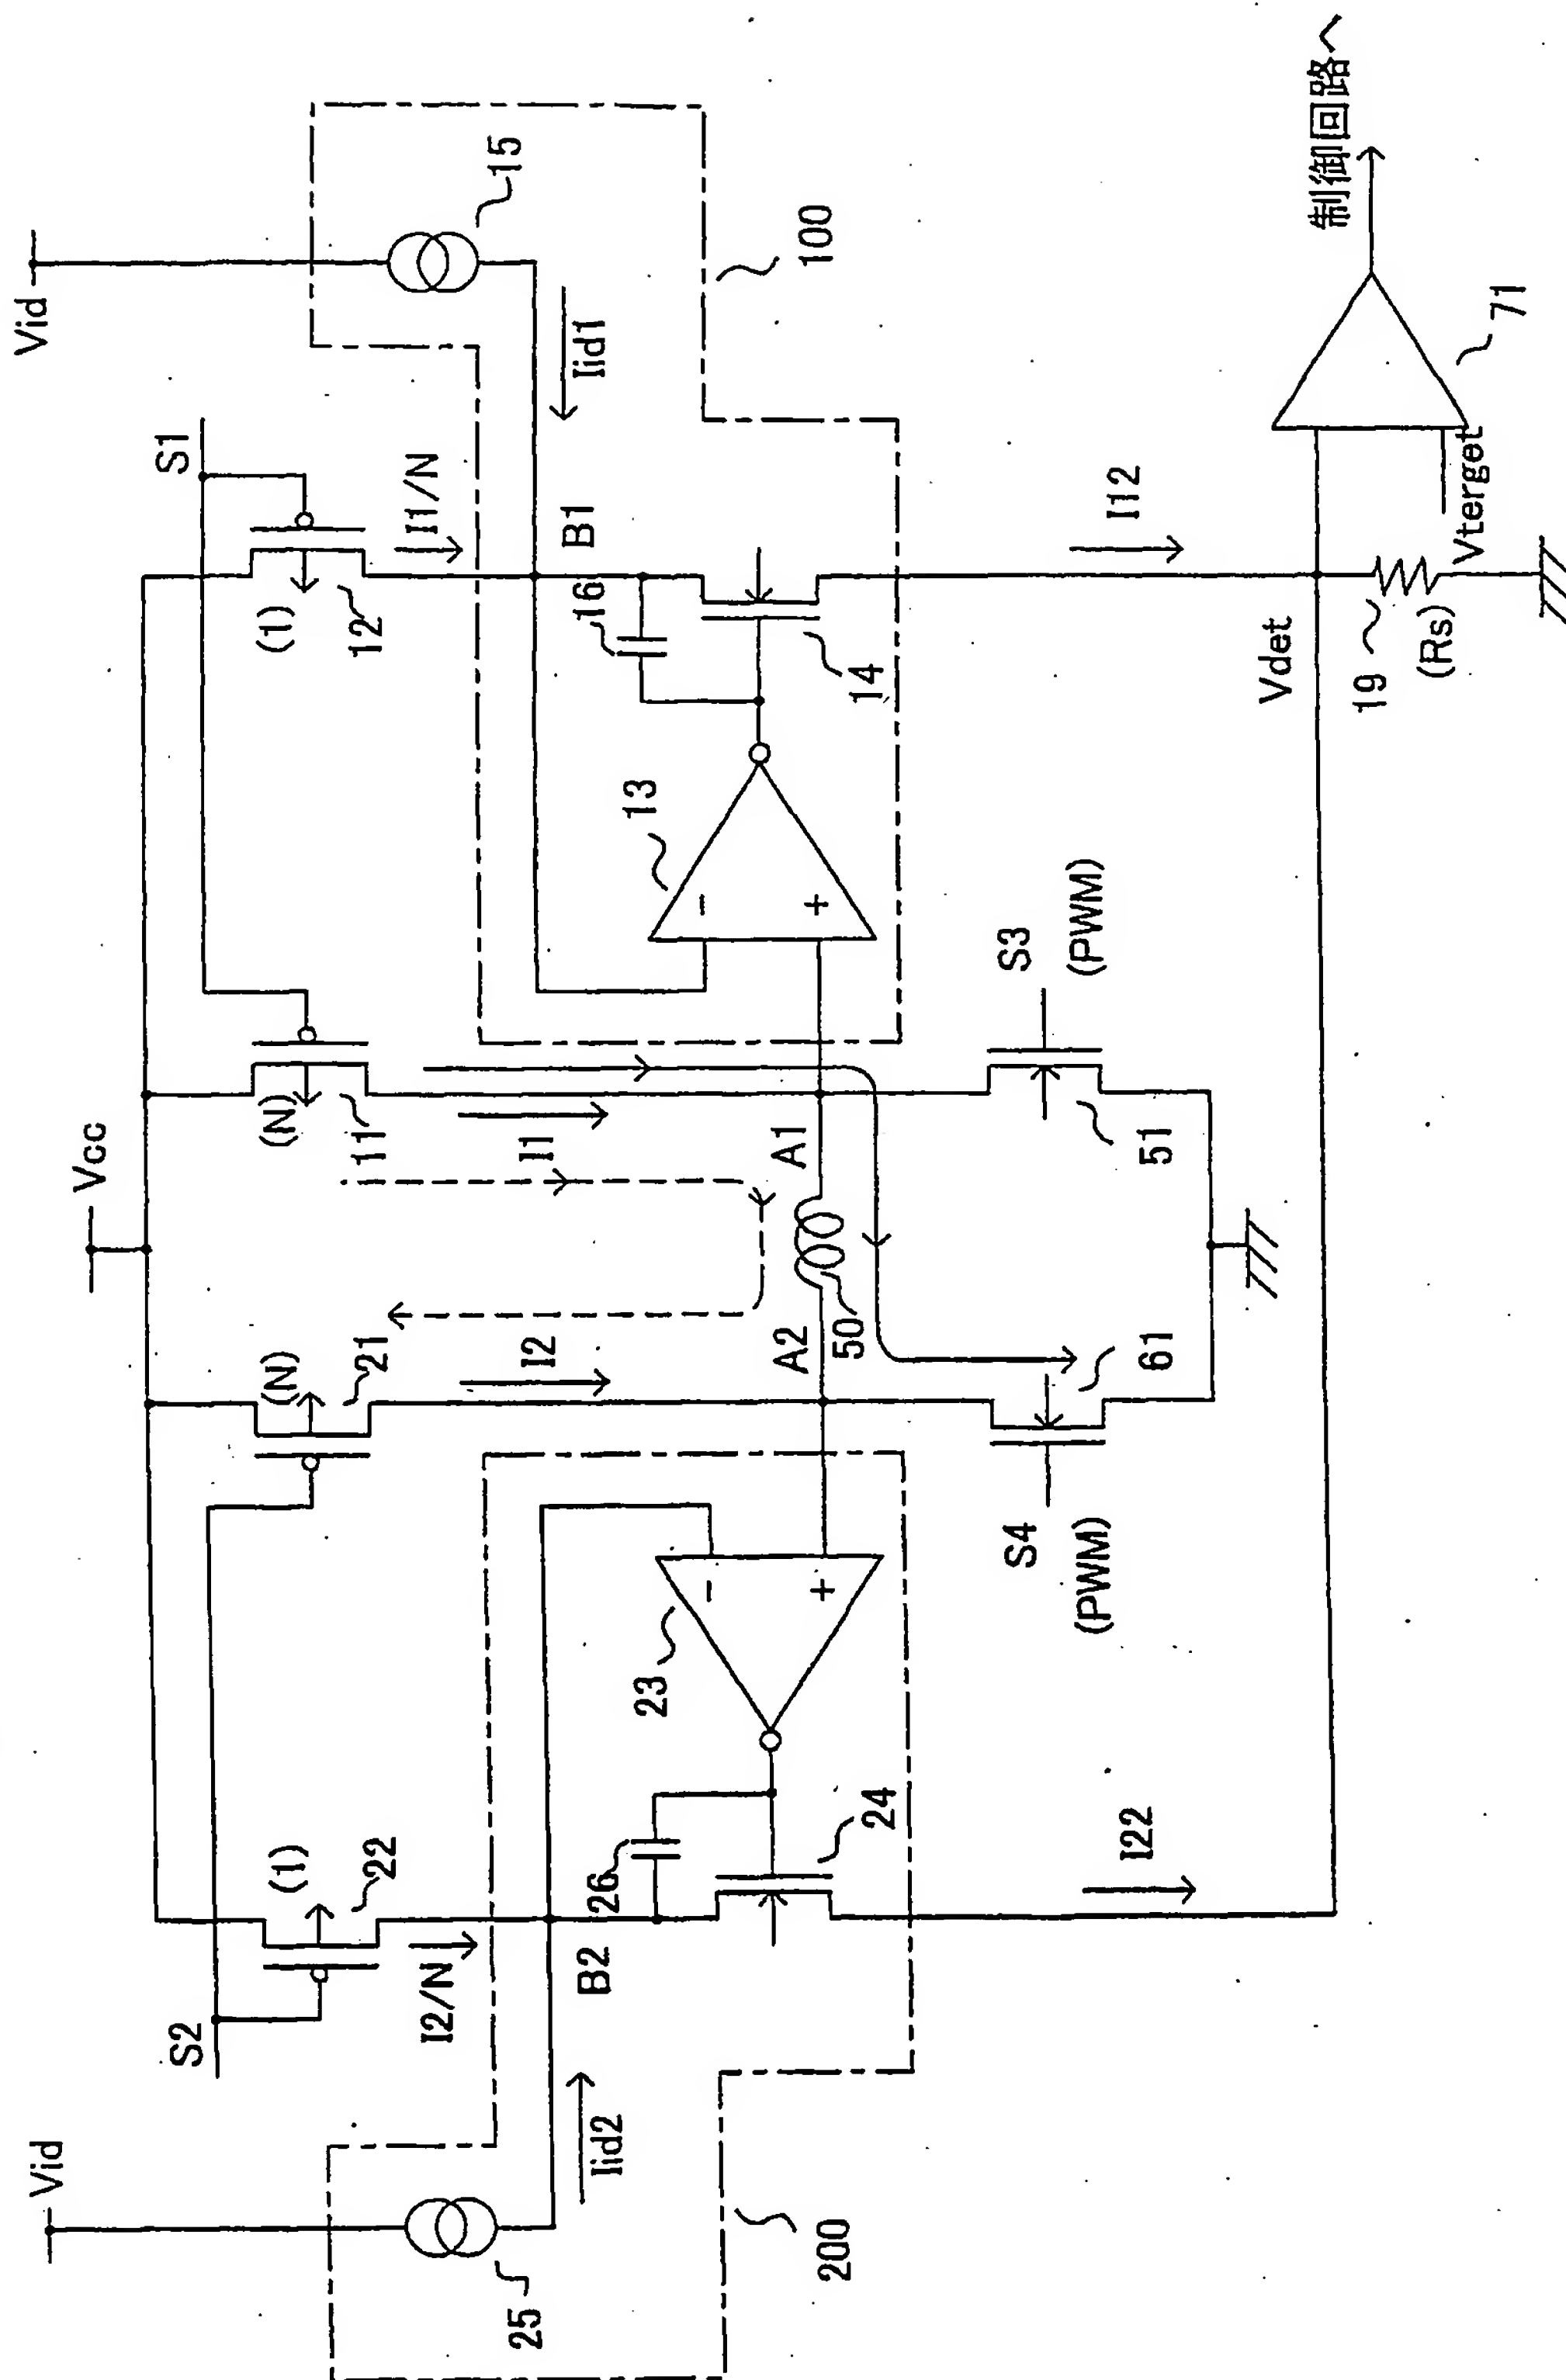 Vid
Vid
Vcc
S2
S1
(1)
22
(N)
21
(N)
11
(1)
12
15
25
I2/N
I1/N
Iid2
Iid1
I2
I1
B2
B1
26
16
23
13
-
+
-
+
A2
A1
50
24
14
200
100
S4
(PWM)
S3
(PWM)
61
51
I22
I12
Vdet
19
(Rs)
Vterget
71
制御回路へ